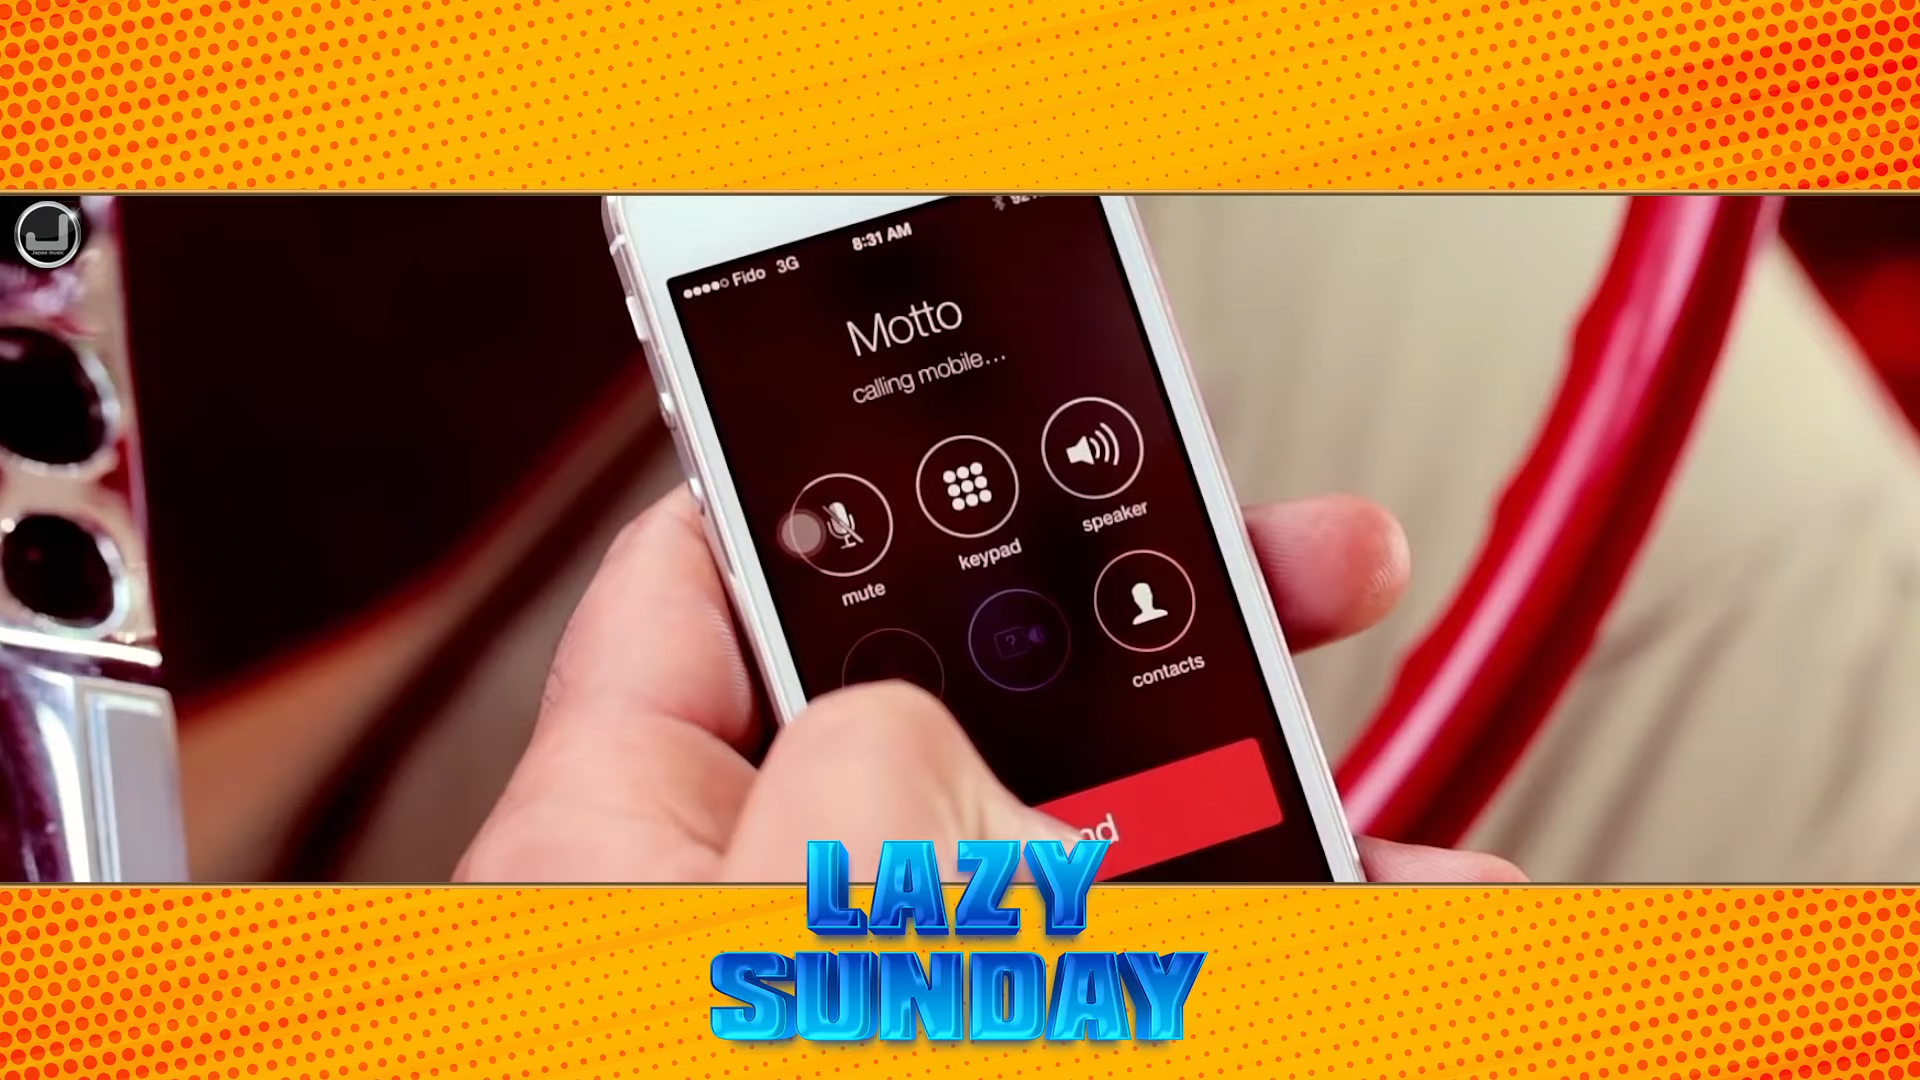 Fido 3G
8:31 AM
Motto
calling mobile...
mute
keypad
speaker
contacts
LAZY
SUNDAY